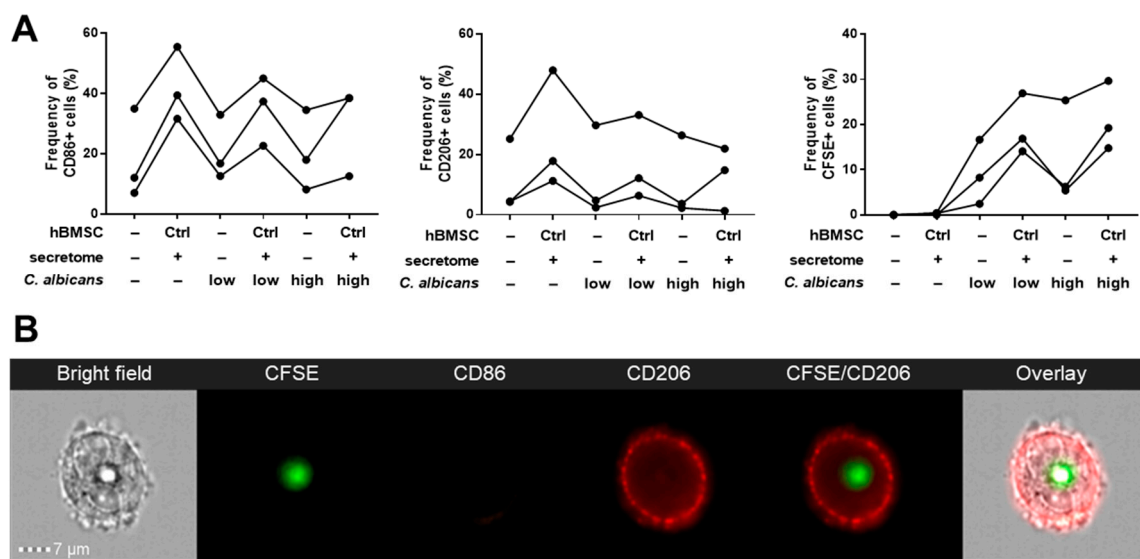 A
Frequency of
CD86+ cells (%)
60
40
20
0
hBMSC – Ctrl – Ctrl – Ctrl
secretome – + – + – +
C. albicans – – low low high high
Frequency of
CD206+ cells (%)
60
40
20
0
hBMSC – Ctrl – Ctrl – Ctrl
secretome – + – + – +
C. albicans – – low low high high
Frequency of
CFSE+ cells (%)
40
30
20
10
0
hBMSC – Ctrl – Ctrl – Ctrl
secretome – + – + – +
C. albicans – – low low high high
B
Bright field CFSE CD86 CD206 CFSE/CD206 Overlay
7 µm